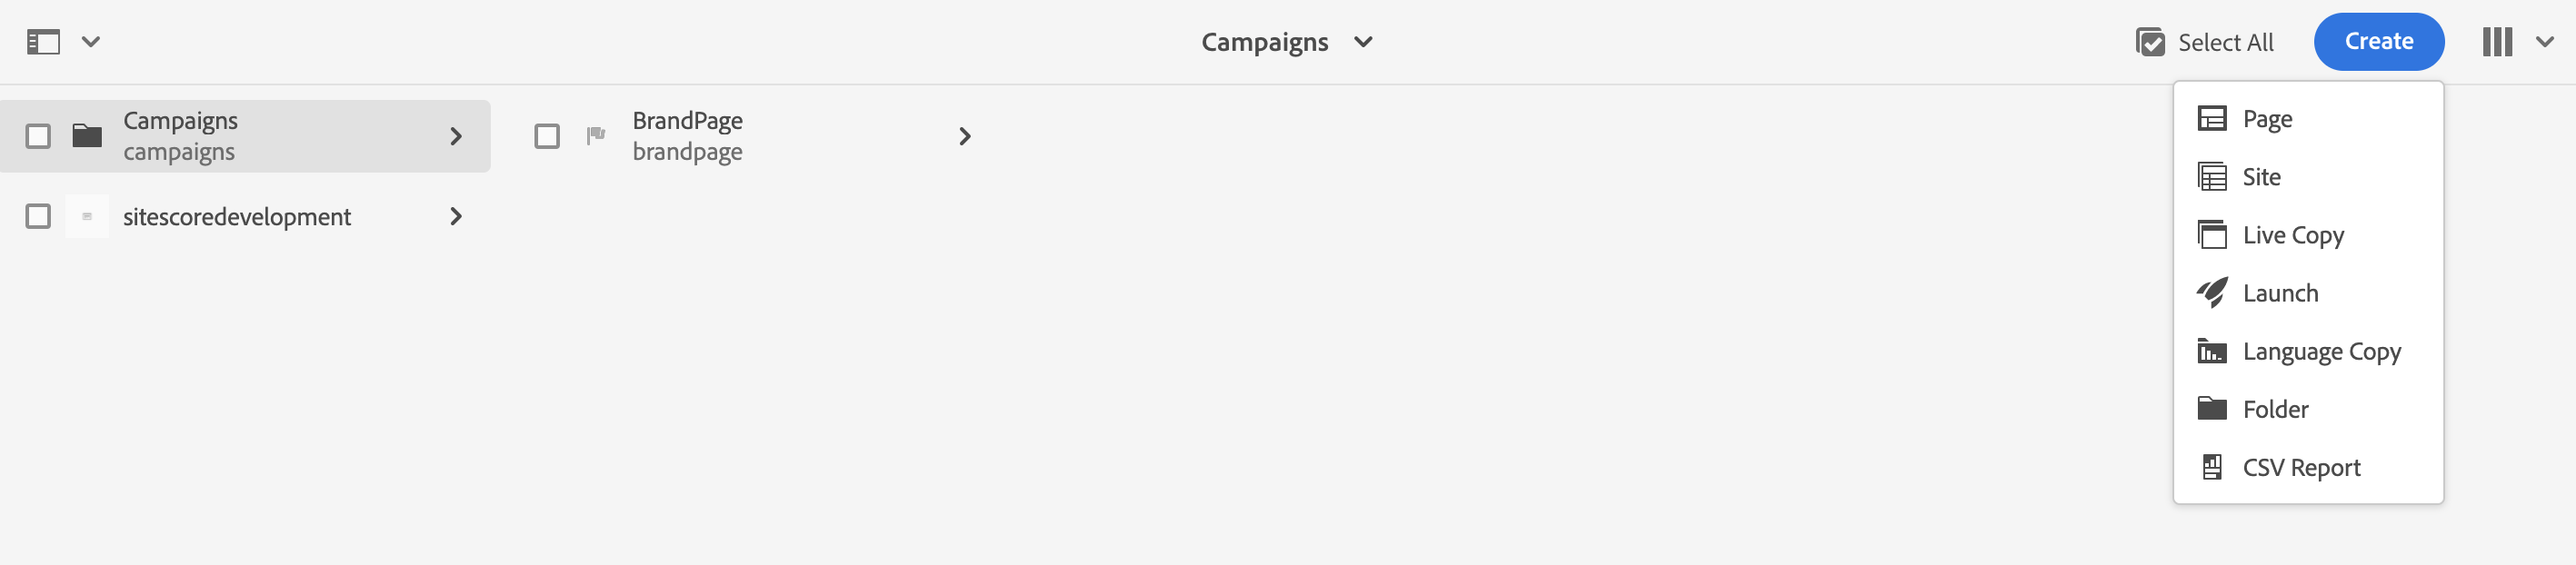 Campaigns
Select All
Create
Campaigns
campaigns
sitescoredevelopment
BrandPage
brandpage
Page
Site
Live Copy
Launch
Language Copy
Folder
CSV Report